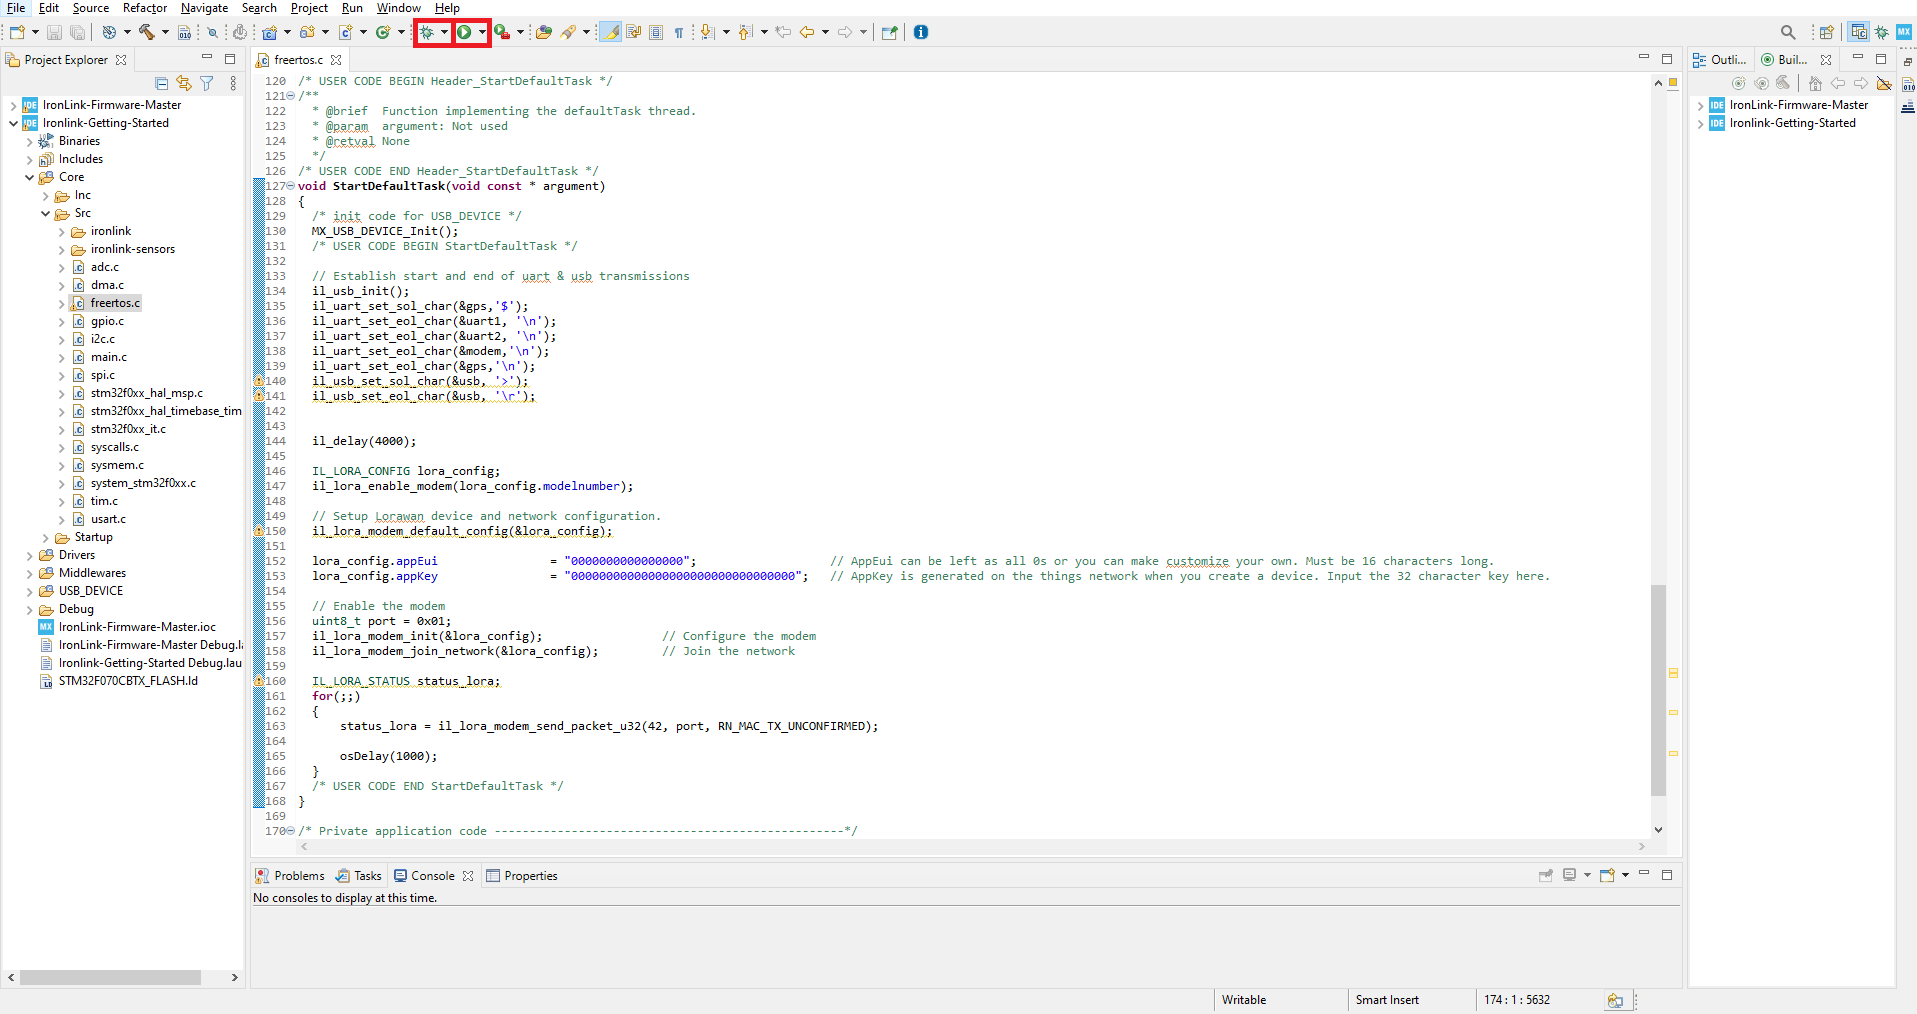 File Edit Source Refactor Navigate Search Project Run Window Help
Project Explorer
IronLink-Firmware-Master
Ironlink-Getting-Started
Binaries
Includes
Core
Inc
Src
ironlink
ironlink-sensors
adc.c
dma.c
freertos.c
gpio.c
i2c.c
main.c
spi.c
stm32f0xx_hal_msp.c
stm32f0xx_hal_timebase_tim
stm32f0xx_it.c
syscalls.c
sysmem.c
system_stm32f0xx.c
tim.c
usart.c
Startup
Drivers
Middlewares
USB_DEVICE
Debug
IronLink-Firmware-Master.ioc
IronLink-Firmware-Master Debug.la
Ironlink-Getting-Started Debug.lau
STM32F070CBTX_FLASH.ld
freertos.c
120 /* USER CODE BEGIN Header_StartDefaultTask */
121 /**
122   * @brief  Function implementing the defaultTask thread.
123   * @param  argument: Not used
124   * @retval None
125   */
126 /* USER CODE END Header_StartDefaultTask */
127 void StartDefaultTask(void const * argument)
128 {
129   /* init code for USB_DEVICE */
130   MX_USB_DEVICE_Init();
131   /* USER CODE BEGIN StartDefaultTask */
132
133   // Establish start and end of uart & usb transmissions
134   il_usb_init();
135   il_uart_set_sol_char(&gps,'$');
136   il_uart_set_eol_char(&uart1, '\n');
137   il_uart_set_eol_char(&uart2, '\n');
138   il_uart_set_eol_char(&modem,'\n');
139   il_uart_set_eol_char(&gps,'\n');
140   il_usb_set_sol_char(&usb, '>');
141   il_usb_set_eol_char(&usb, '\r');
142
143
144   il_delay(4000);
145
146   IL_LORA_CONFIG lora_config;
147   il_lora_enable_modem(lora_config.modelnumber);
148
149   // Setup Lorawan device and network configuration.
150   il_lora_modem_default_config(&lora_config);
151
152   lora_config.appEui                = "0000000000000000";                   // AppEui can be left as all 0s or you can make customize your own. Must be 16 characters long.
153   lora_config.appKey                = "00000000000000000000000000000000";   // AppKey is generated on the things network when you create a device. Input the 32 character key here.
154
155   // Enable the modem
156   uint8_t port = 0x01;
157   il_lora_modem_init(&lora_config);                 // Configure the modem
158   il_lora_modem_join_network(&lora_config);         // Join the network
159
160   IL_LORA_STATUS status_lora;
161   for(;;)
162   {
163       status_lora = il_lora_modem_send_packet_u32(42, port, RN_MAC_TX_UNCONFIRMED);
164
165       osDelay(1000);
166   }
167   /* USER CODE END StartDefaultTask */
168 }
169
170 /* Private application code --------------------------------------------------*/
Problems Tasks Console Properties
No consoles to display at this time.
Outli... Buil...
IronLink-Firmware-Master
Ironlink-Getting-Started
Writable Smart Insert 174 : 1 : 5632